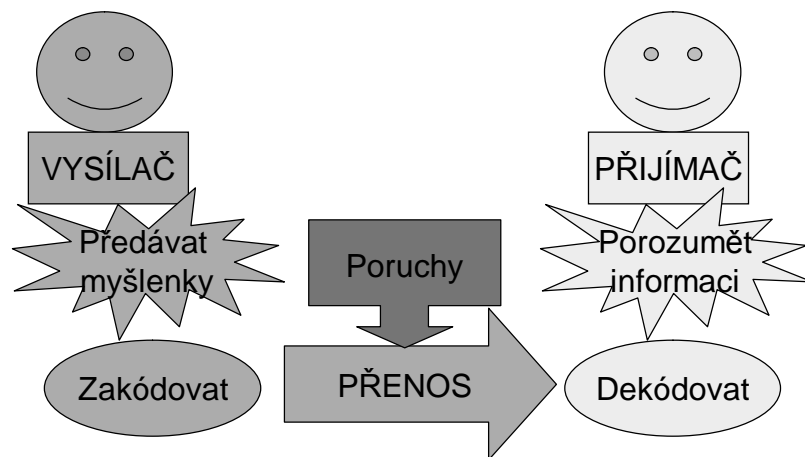 VYSÍLAČ
PŘIJÍMAČ
Předávat
myšlenky
Poruchy
Porozumět
informaci
Zakódovat
PŘENOS
Dekódovat